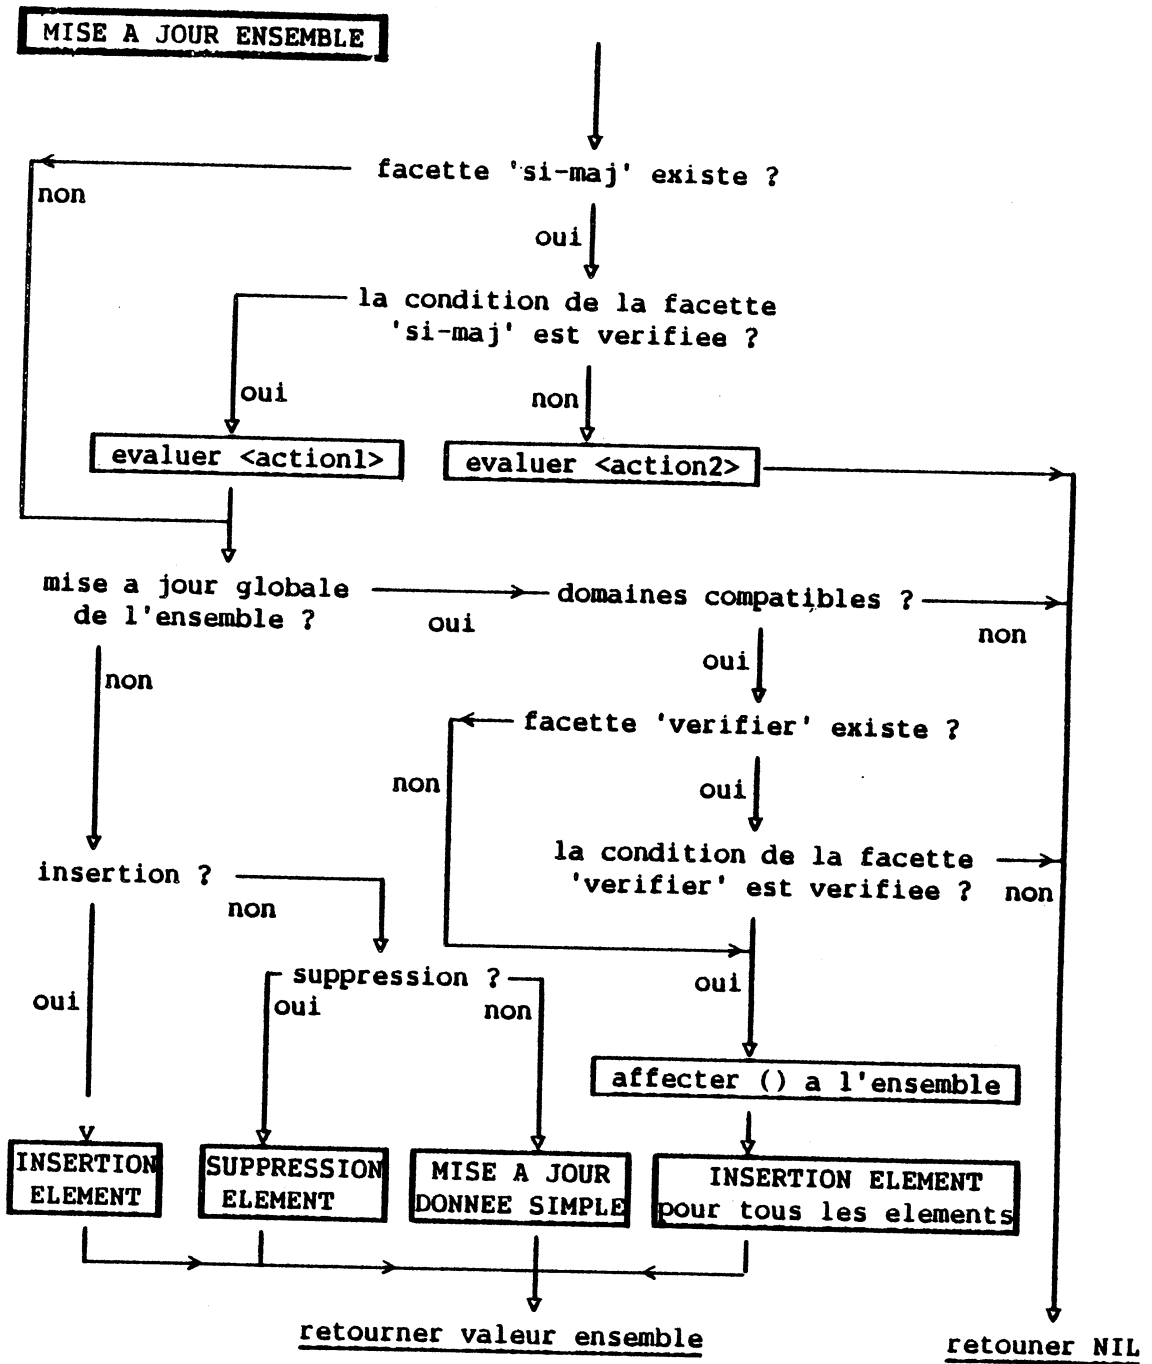 MISE A JOUR ENSEMBLE
facette 'si-maj' existe ?
non
oui
la condition de la facette
'si-maj' est verifiee ?
oui
non
evaluer <action1>
evaluer <action2>
mise a jour globale
de l'ensemble ?
oui
domaines compatibles ?
non
oui
non
facette 'verifier' existe ?
non
oui
la condition de la facette
'verifier' est verifiee ?
non
insertion ?
non
suppression ?
oui
oui
non
oui
affecter () a l'ensemble
INSERTION
ELEMENT
SUPPRESSION
ELEMENT
MISE A JOUR
DONNEE SIMPLE
INSERTION ELEMENT
pour tous les elements
retourner valeur ensemble
retouner NIL